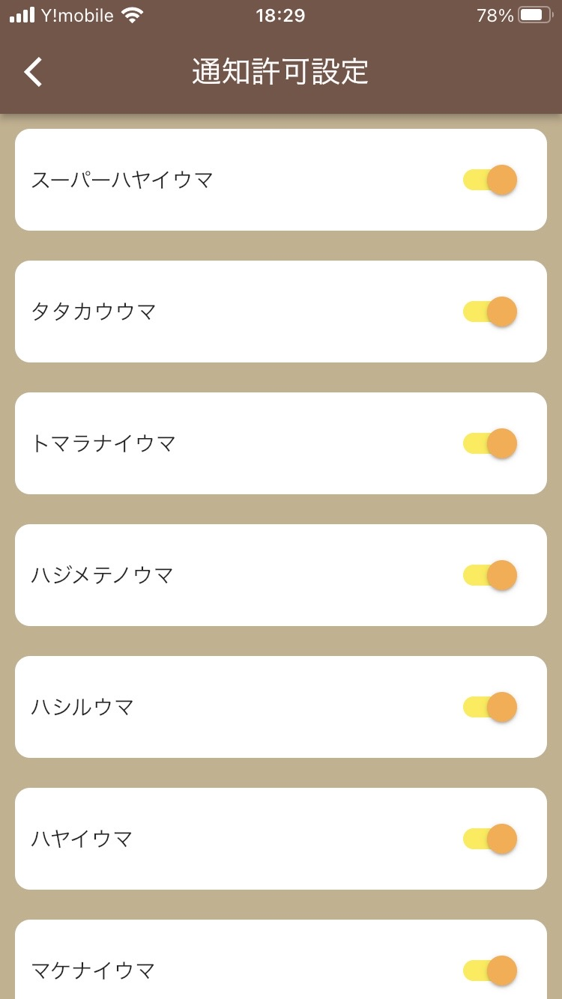 Y!mobile 18:29 78%
通知許可設定
スーパーハヤイウマ
タタカウウマ
トマラナイウマ
ハジメテノウマ
ハシルウマ
ハヤイウマ
マケナイウマ